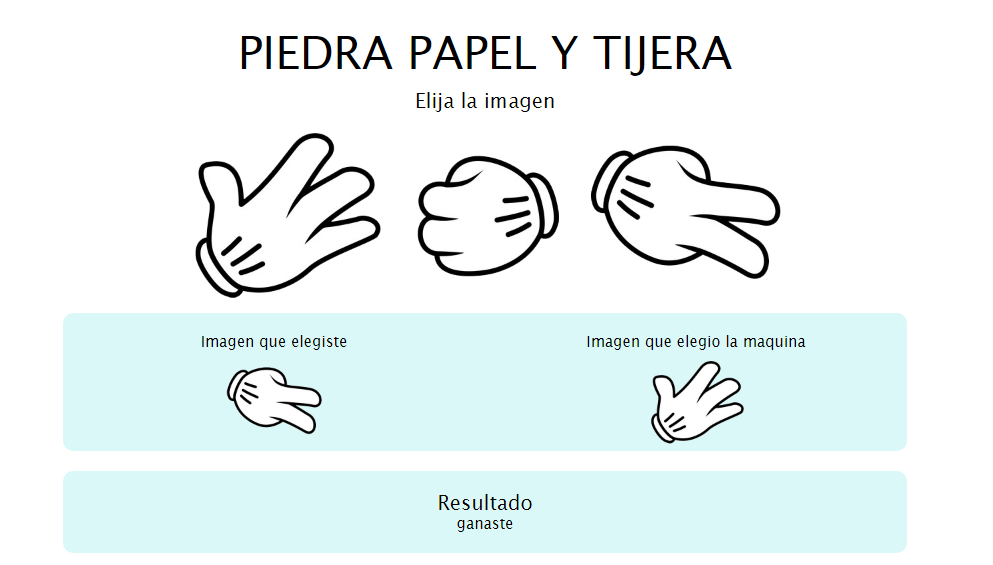 PIEDRA PAPEL Y TIJERA
Elija la imagen
Imagen que elegiste
Imagen que elegio la maquina
Resultado
ganaste